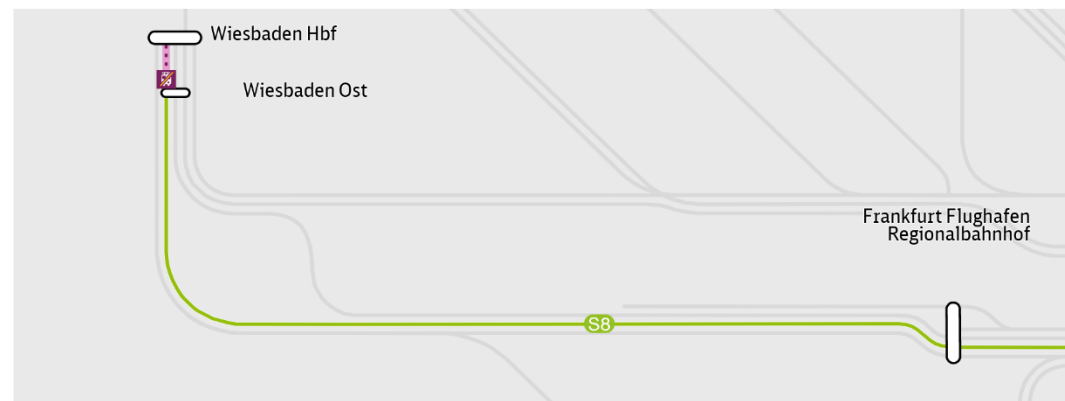 Wiesbaden Hbf
Wiesbaden Ost
Frankfurt Flughafen
Regionalbahnhof
S8